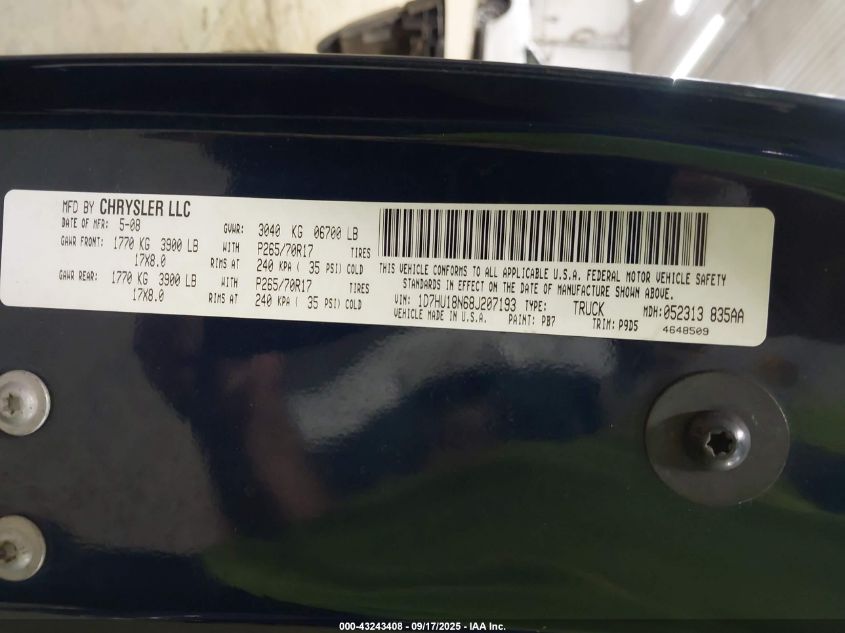 MFD BY CHRYSLER LLC
DATE OF MFR: 5-08 GVWR: 3040 KG 06700 LB
GAWR FRONT: 1770 KG 3900 LB WITH P265/70R17 TIRES
17X8.0 RIMS AT 240 KPA ( 35 PSI) COLD
GAWR REAR: 1770 KG 3900 LB WITH P265/70R17 TIRES
17X8.0 RIMS AT 240 KPA ( 35 PSI) COLD
THIS VEHICLE CONFORMS TO ALL APPLICABLE U.S.A. FEDERAL MOTOR VEHICLE SAFETY
STANDARDS IN EFFECT ON THE DATE OF MANUFACTURE SHOWN ABOVE.
VIN: 1D7HU18N68J207193 TYPE: TRUCK MDH:052313 835AA
VEHICLE MADE IN U.S.A. PAINT: PB7 TRIM: P9D5 4648509
000-43243408 - 09/17/2025 - IAA Inc.